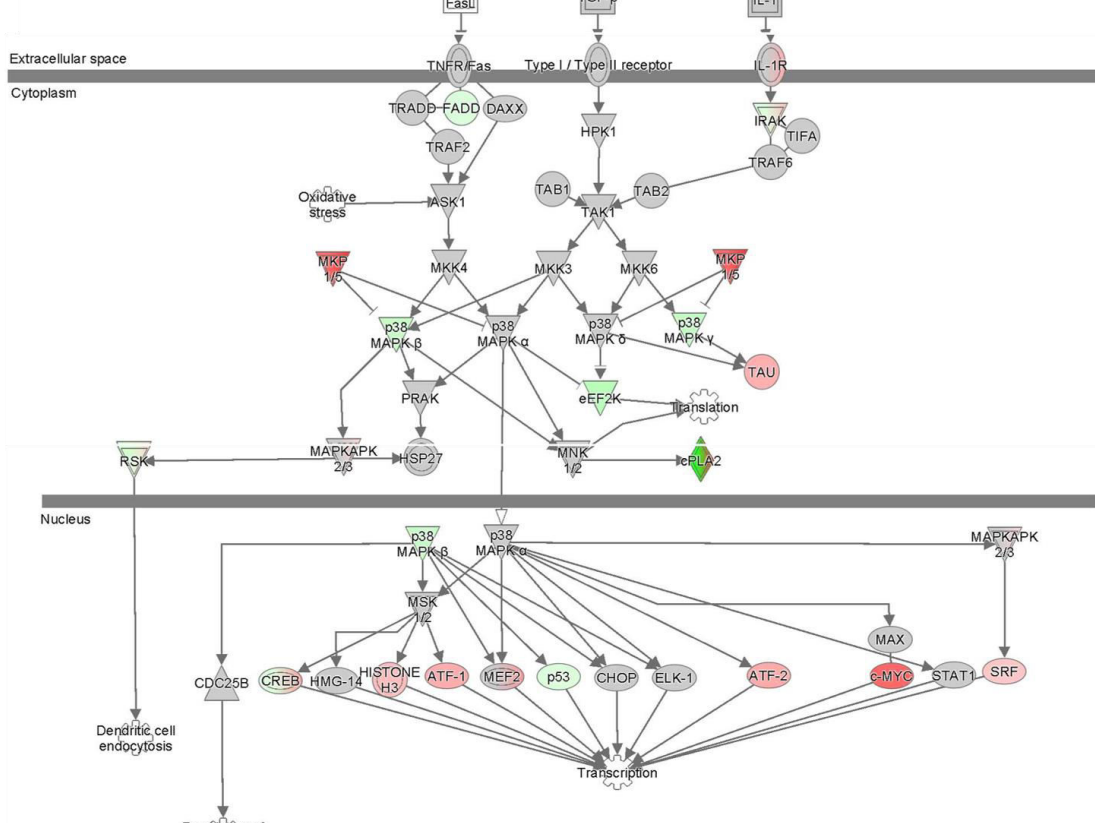 FasL
IL-1
Extracellular space
TNFR/Fas
Type I / Type II receptor
IL-1R
Cytoplasm
TRADD
FADD
DAXX
IRAK
HPK1
TIFA
TRAF2
TRAF6
TAB1
TAB2
Oxidative
stress
ASK1
TAK1
MKP
1/5
MKK4
MKK3
MKK6
MKP
1/5
p38
MAPK β
p38
MAPK α
p38
MAPK δ
p38
MAPK γ
TAU
PRAK
eEF2K
Translation
RSK
MAPKAPK
2/3
HSP27
MNK
1/2
cPLA2
Nucleus
p38
MAPK β
p38
MAPK α
MAPKAPK
2/3
MSK
1/2
MAX
CDC25B
CREB
HMG-14
HISTONE
H3
ATF-1
MEF2
p53
CHOP
ELK-1
ATF-2
c-MYC
STAT1
SRF
Dendritic cell
endocytosis
Transcription